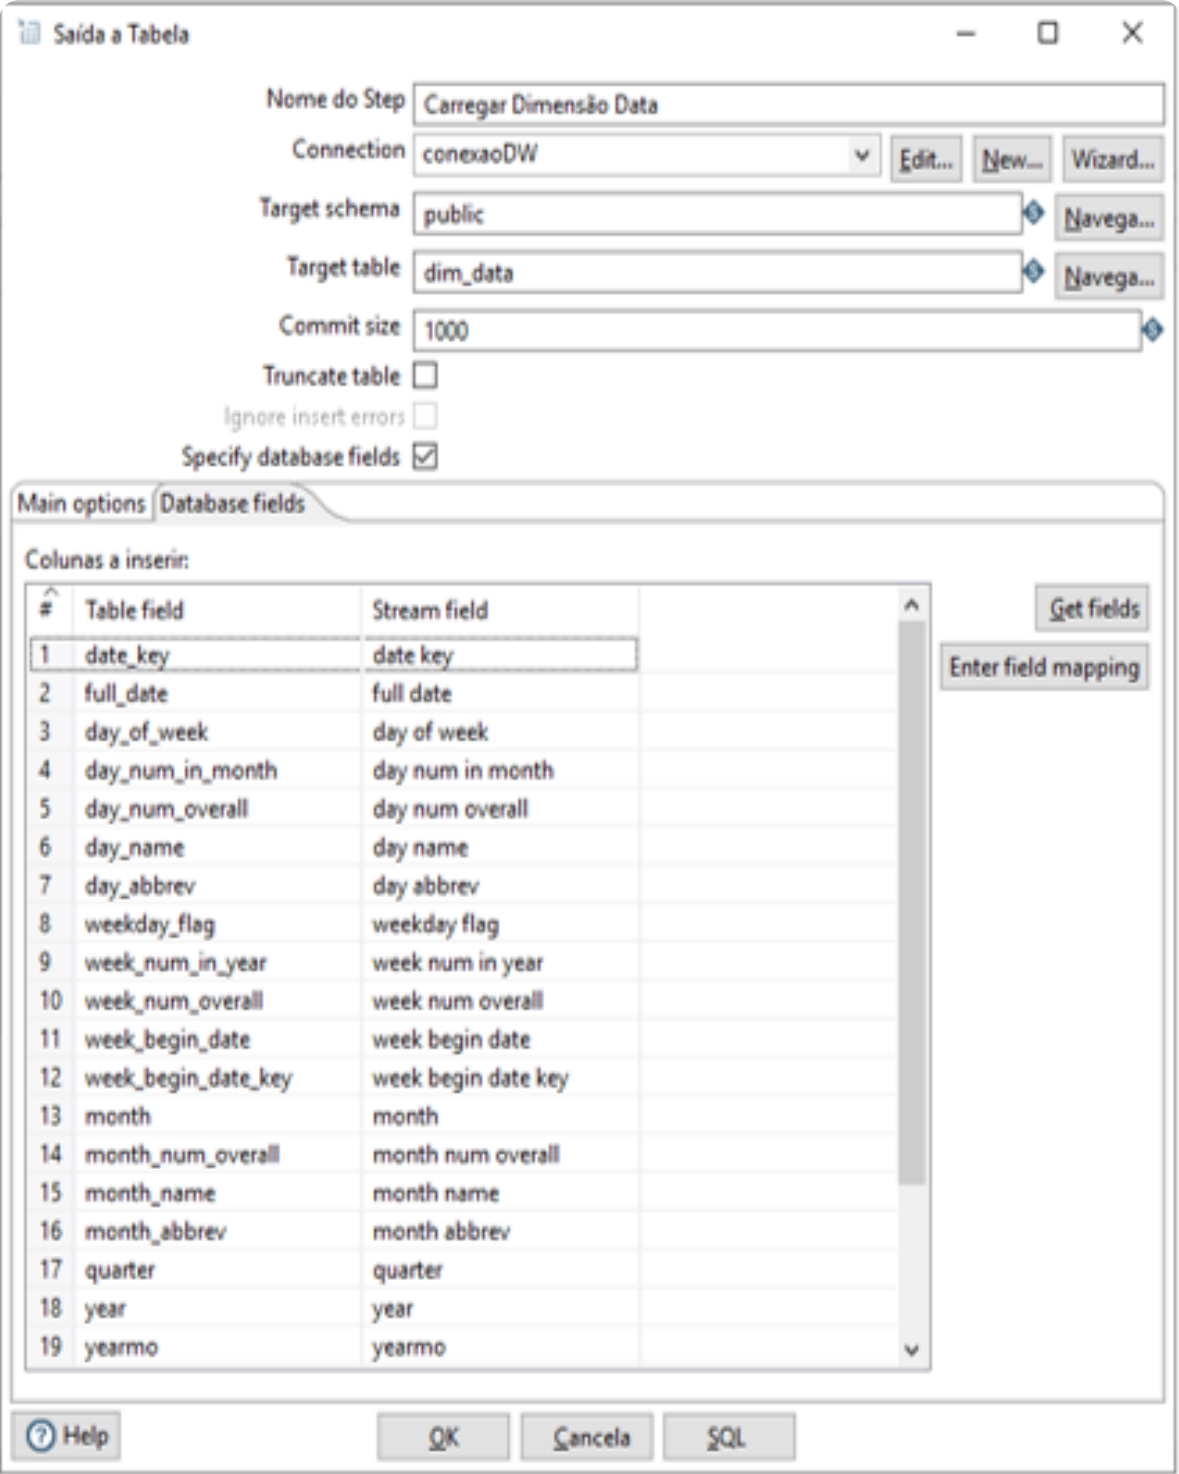 Saída a Tabela
Nome do Step Carregar Dimensão Data
Connection conexaoDW Edit... New... Wizard...
Target schema public Navega...
Target table dim_data Navega...
Commit size 1000
Truncate table
Ignore insert errors
Specify database fields
Main options Database fields
Colunas a inserir:
# Table field Stream field Get fields
1 date_key date key
Enter field mapping
2 full_date full date
3 day_of_week day of week
4 day_num_in_month day num in month
5 day_num_overall day num overall
6 day_name day name
7 day_abbrev day abbrev
8 weekday_flag weekday flag
9 week_num_in_year week num in year
10 week_num_overall week num overall
11 week_begin_date week begin date
12 week_begin_date_key week begin date key
13 month month
14 month_num_overall month num overall
15 month_name month name
16 month_abbrev month abbrev
17 quarter quarter
18 year year
19 yearmo yearmo
? Help OK Cancela SQL